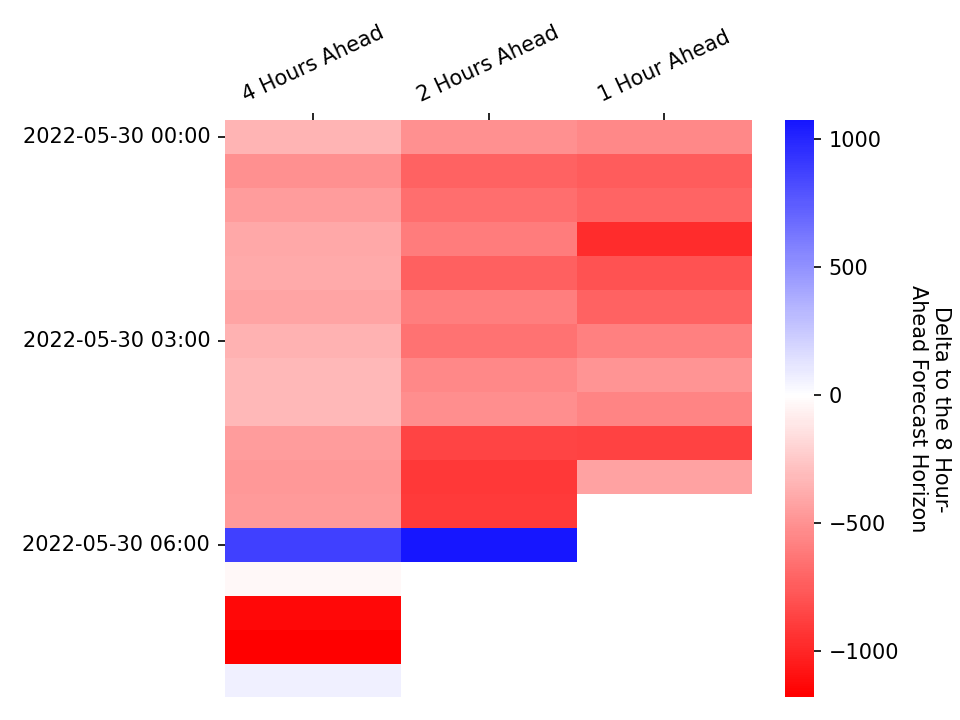 4 Hours Ahead
2 Hours Ahead
1 Hour Ahead
2022-05-30 00:00
2022-05-30 03:00
2022-05-30 06:00
1000
500
0
−500
−1000
Delta to the 8 Hour-
Ahead Forecast Horizon